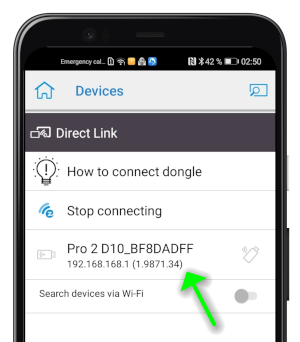 Emergency cal... 42 % 02:50
Devices
Direct Link
How to connect dongle
Stop connecting
Pro 2 D10_BF8DADFF
192.168.168.1 (1.9871.34)
Search devices via Wi-Fi